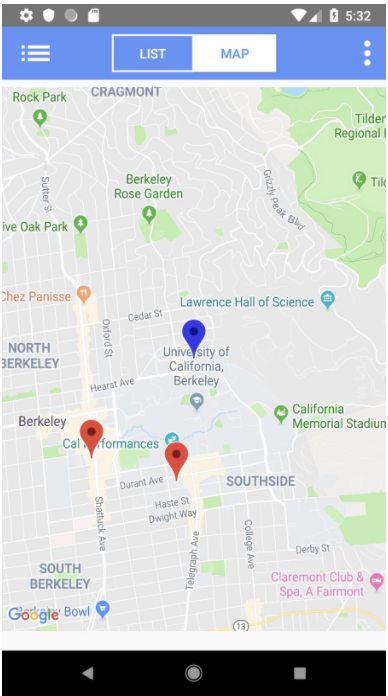 5:32
LIST
MAP
Rock Park
CRAGMONT
Tilden
Regional
Berkeley
Rose Garden
Sutter St
Grizzly Peak Blvd
ive Oak Park
Chez Panisse
Lawrence Hall of Science
Cedar St
Oxford St
University of
California,
Berkeley
NORTH
BERKELEY
Hearst Ave
California
Memorial Stadium
Berkeley
Cal Performances
SOUTHSIDE
Durant Ave
Haste St
Dwight Way
Shattuck Ave
Telegraph Ave
College Ave
Derby St
SOUTH
BERKELEY
Claremont Club &
Spa, A Fairmont
Google
Bowl
13